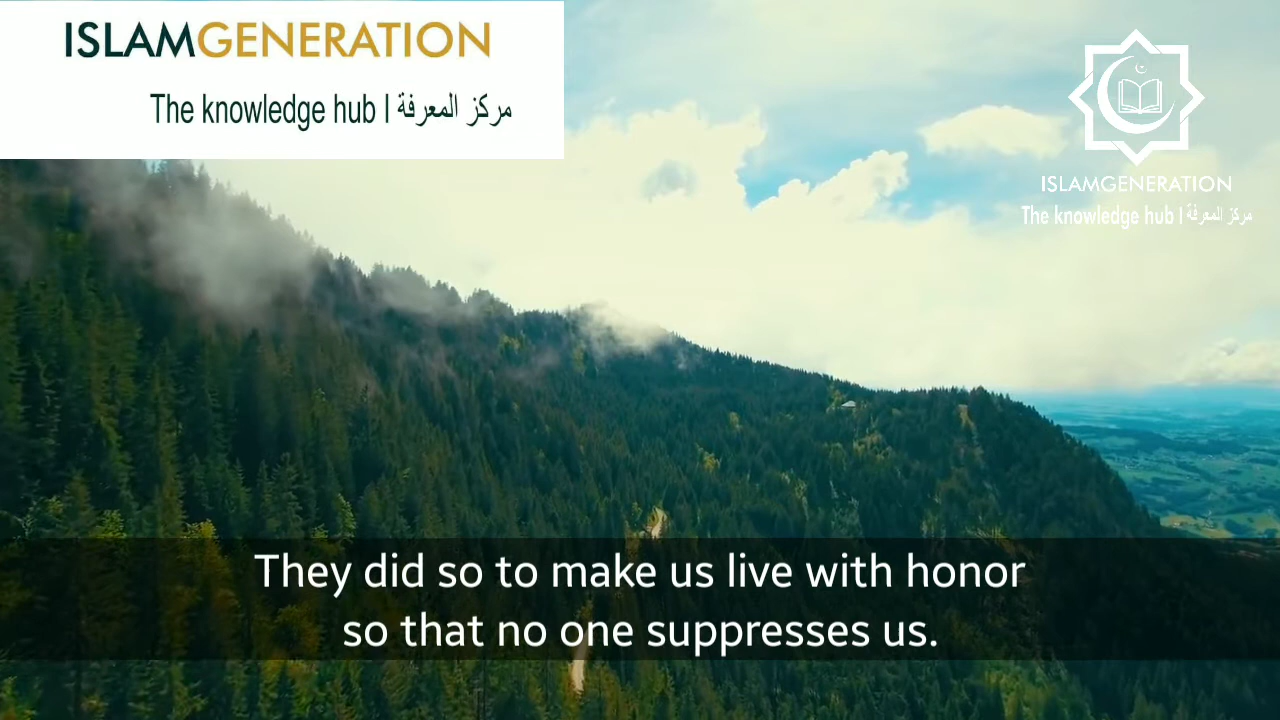 ISLAMGENERATION
The knowledge hub | مركز المعرفة
ISLAMGENERATION
The knowledge hub | مركز المعرفة
They did so to make us live with honor
so that no one suppresses us.